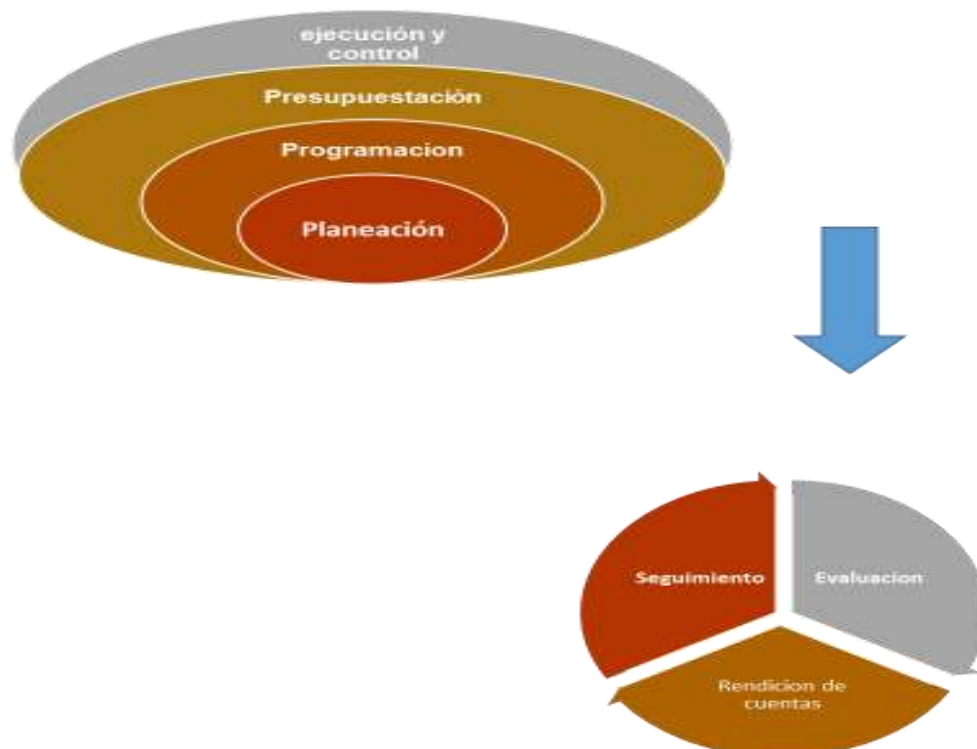 ejecución y
control
Presupuestación
Programacion
Planeación
Seguimiento
Evaluacion
Rendicion de
cuentas